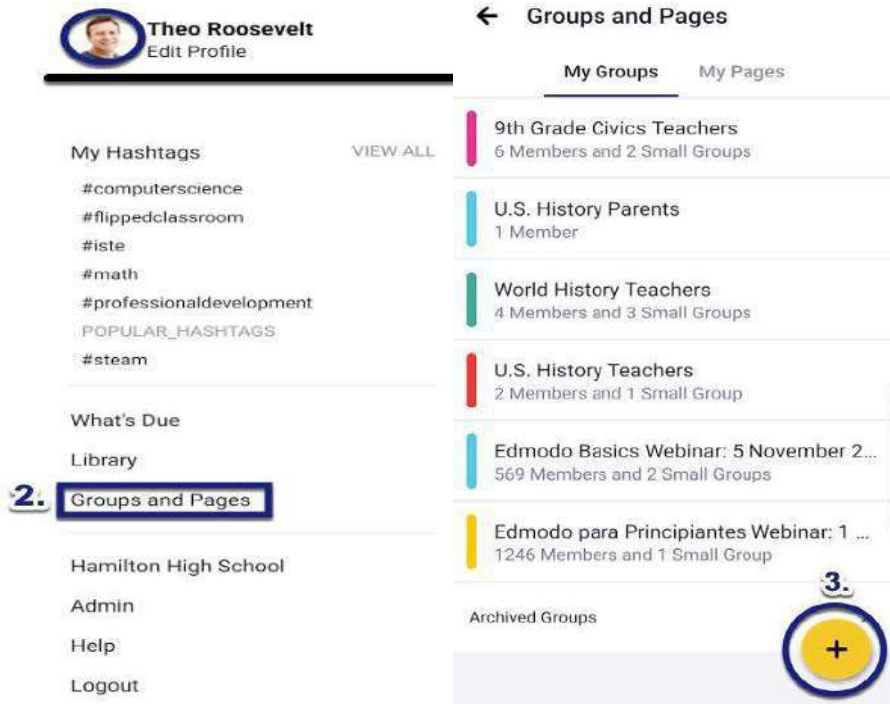 Theo Roosevelt
Edit Profile
My Hashtags VIEW ALL
#computerscience
#flippedclassroom
#iste
#math
#professionaldevelopment
POPULAR_HASHTAGS
#steam
What's Due
Library
2. Groups and Pages
Hamilton High School
Admin
Help
Logout
Groups and Pages
My Groups My Pages
9th Grade Civics Teachers
6 Members and 2 Small Groups
U.S. History Parents
1 Member
World History Teachers
4 Members and 3 Small Groups
U.S. History Teachers
2 Members and 1 Small Group
Edmodo Basics Webinar: 5 November 2...
569 Members and 2 Small Groups
Edmodo para Principiantes Webinar: 1 ...
1246 Members and 1 Small Group
3.
Archived Groups
+